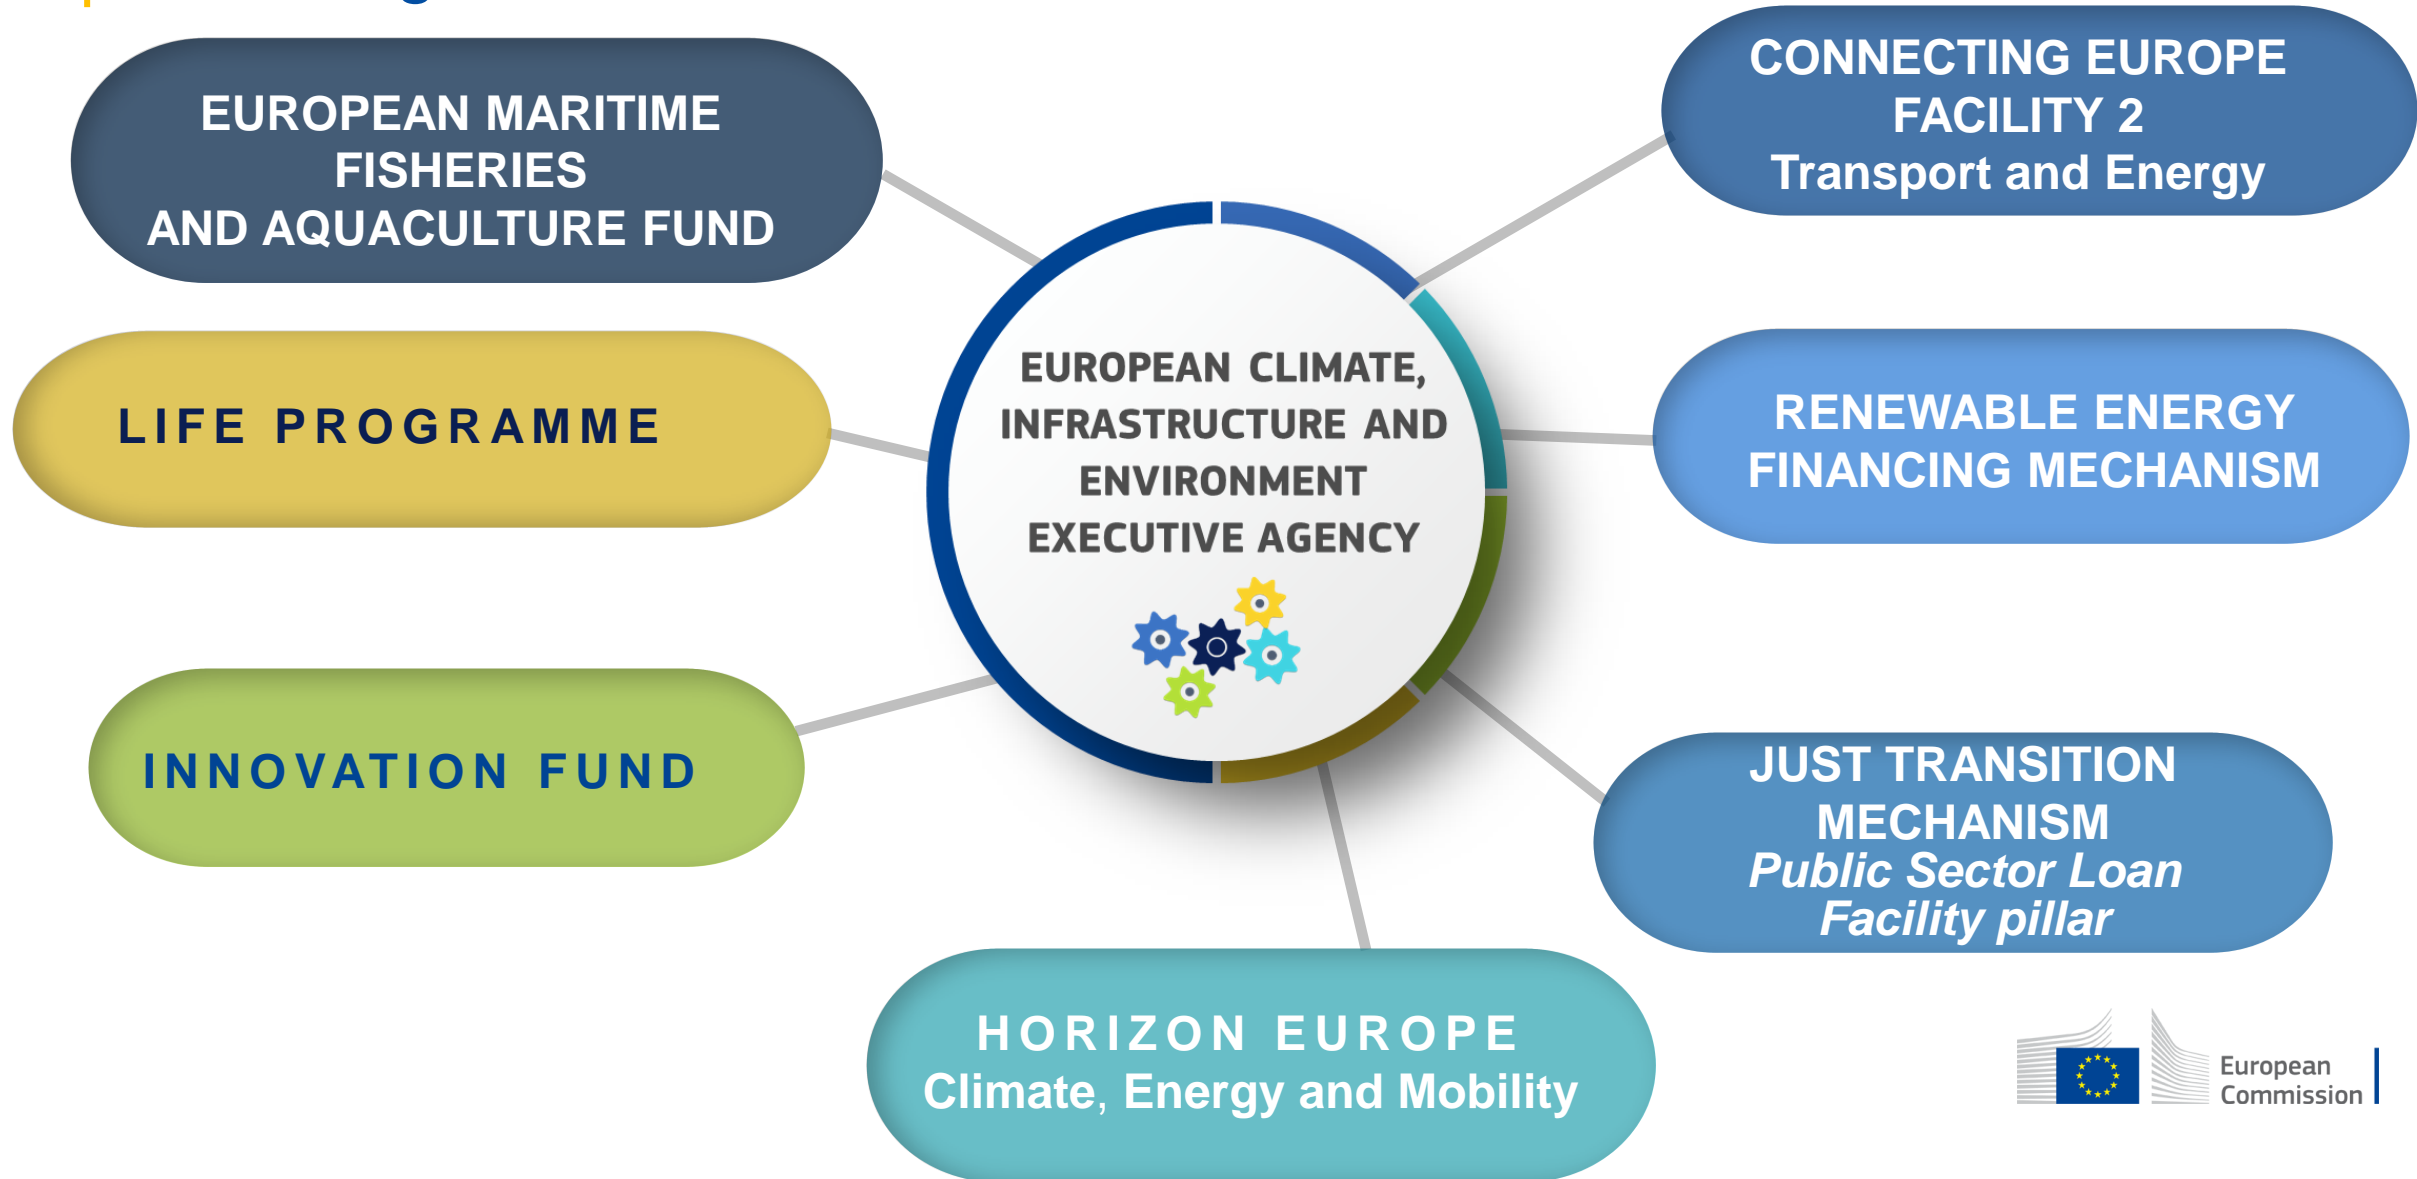 EUROPEAN MARITIME
FISHERIES
AND AQUACULTURE FUND
CONNECTING EUROPE
FACILITY 2
Transport and Energy
LIFE PROGRAMME
EUROPEAN CLIMATE,
INFRASTRUCTURE AND
ENVIRONMENT
EXECUTIVE AGENCY
RENEWABLE ENERGY
FINANCING MECHANISM
INNOVATION FUND
JUST TRANSITION
MECHANISM
Public Sector Loan
Facility pillar
HORIZON EUROPE
Climate, Energy and Mobility
European
Commission